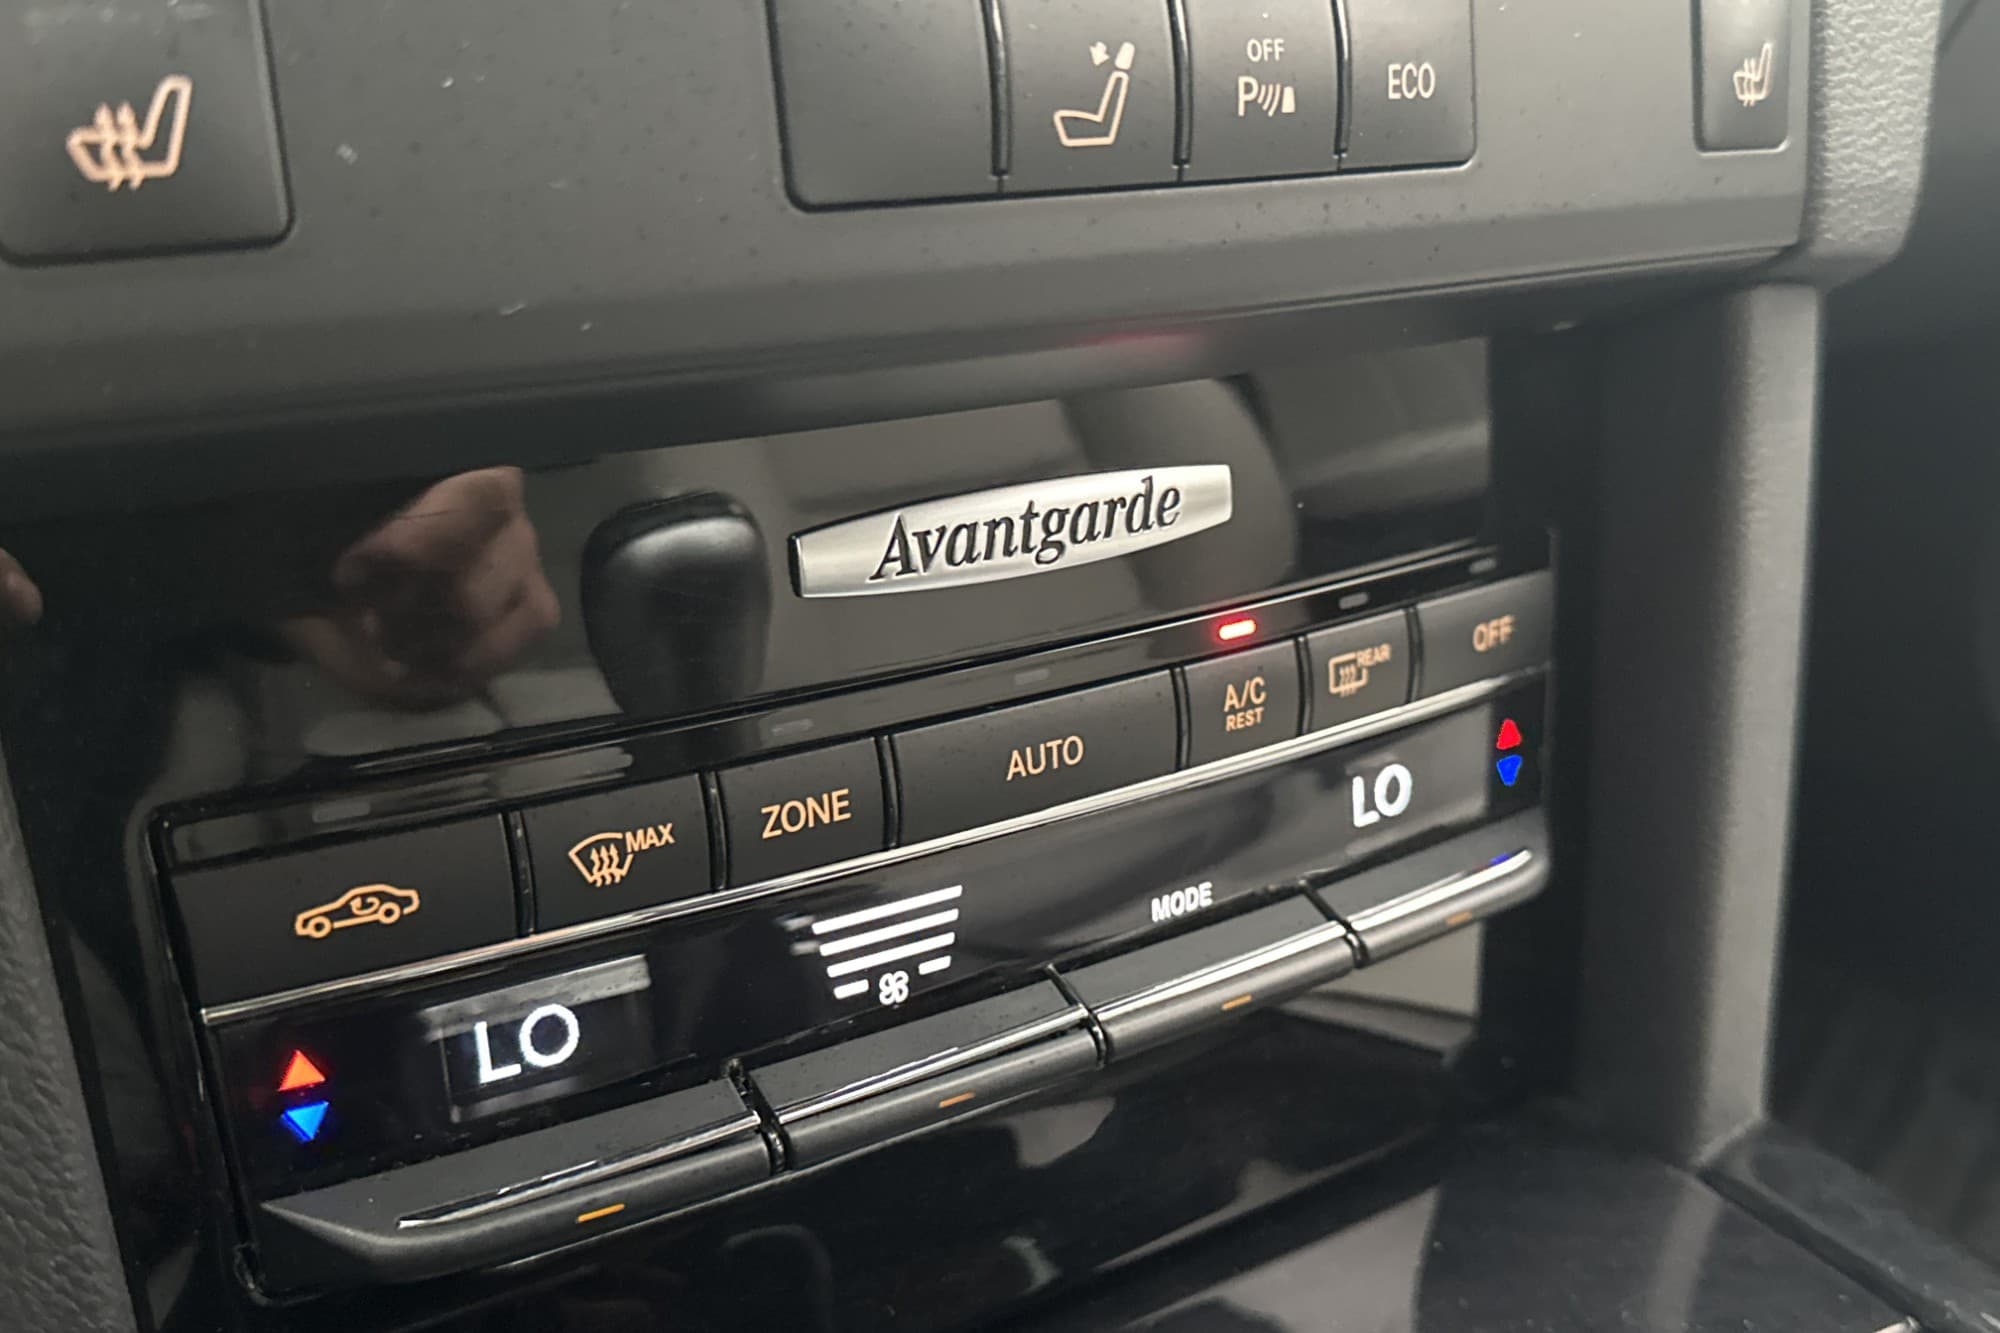 OFF
P
ECO
Avantgarde
A/C
REST
REAR
OFF
AUTO
ZONE
MAX
LO
MODE
LO